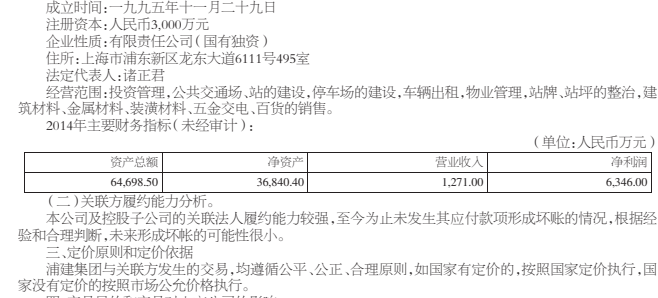 成立时间:一九九五年十一月二十九日
注册资本:人民币3,000万元
企业性质:有限责任公司(国有独资)
住所:上海市浦东新区龙东大道6111号495室
法定代表人:诸正君
经营范围:投资管理,公共交通场、站的建设,停车场的建设,车辆出租,物业管理,站牌、站坪的整治,建
筑材料、金属材料、装潢材料、五金交电、百货的销售。
2014年主要财务指标(未经审计):
(单位:人民币万元)
资产总额 净资产 营业收入 净利润
64,698.50 36,840.40 1,271.00 6,346.00
(二)关联方履约能力分析。
本公司及控股子公司的关联法人履约能力较强,至今为止未发生其应付款项形成坏账的情况,根据经
验和合理判断,未来形成坏帐的可能性很小。
三、定价原则和定价依据
浦建集团与关联方发生的交易,均遵循公平、公正、合理原则,如国家有定价的,按照国家定价执行,国
家没有定价的按照市场公允价格执行。